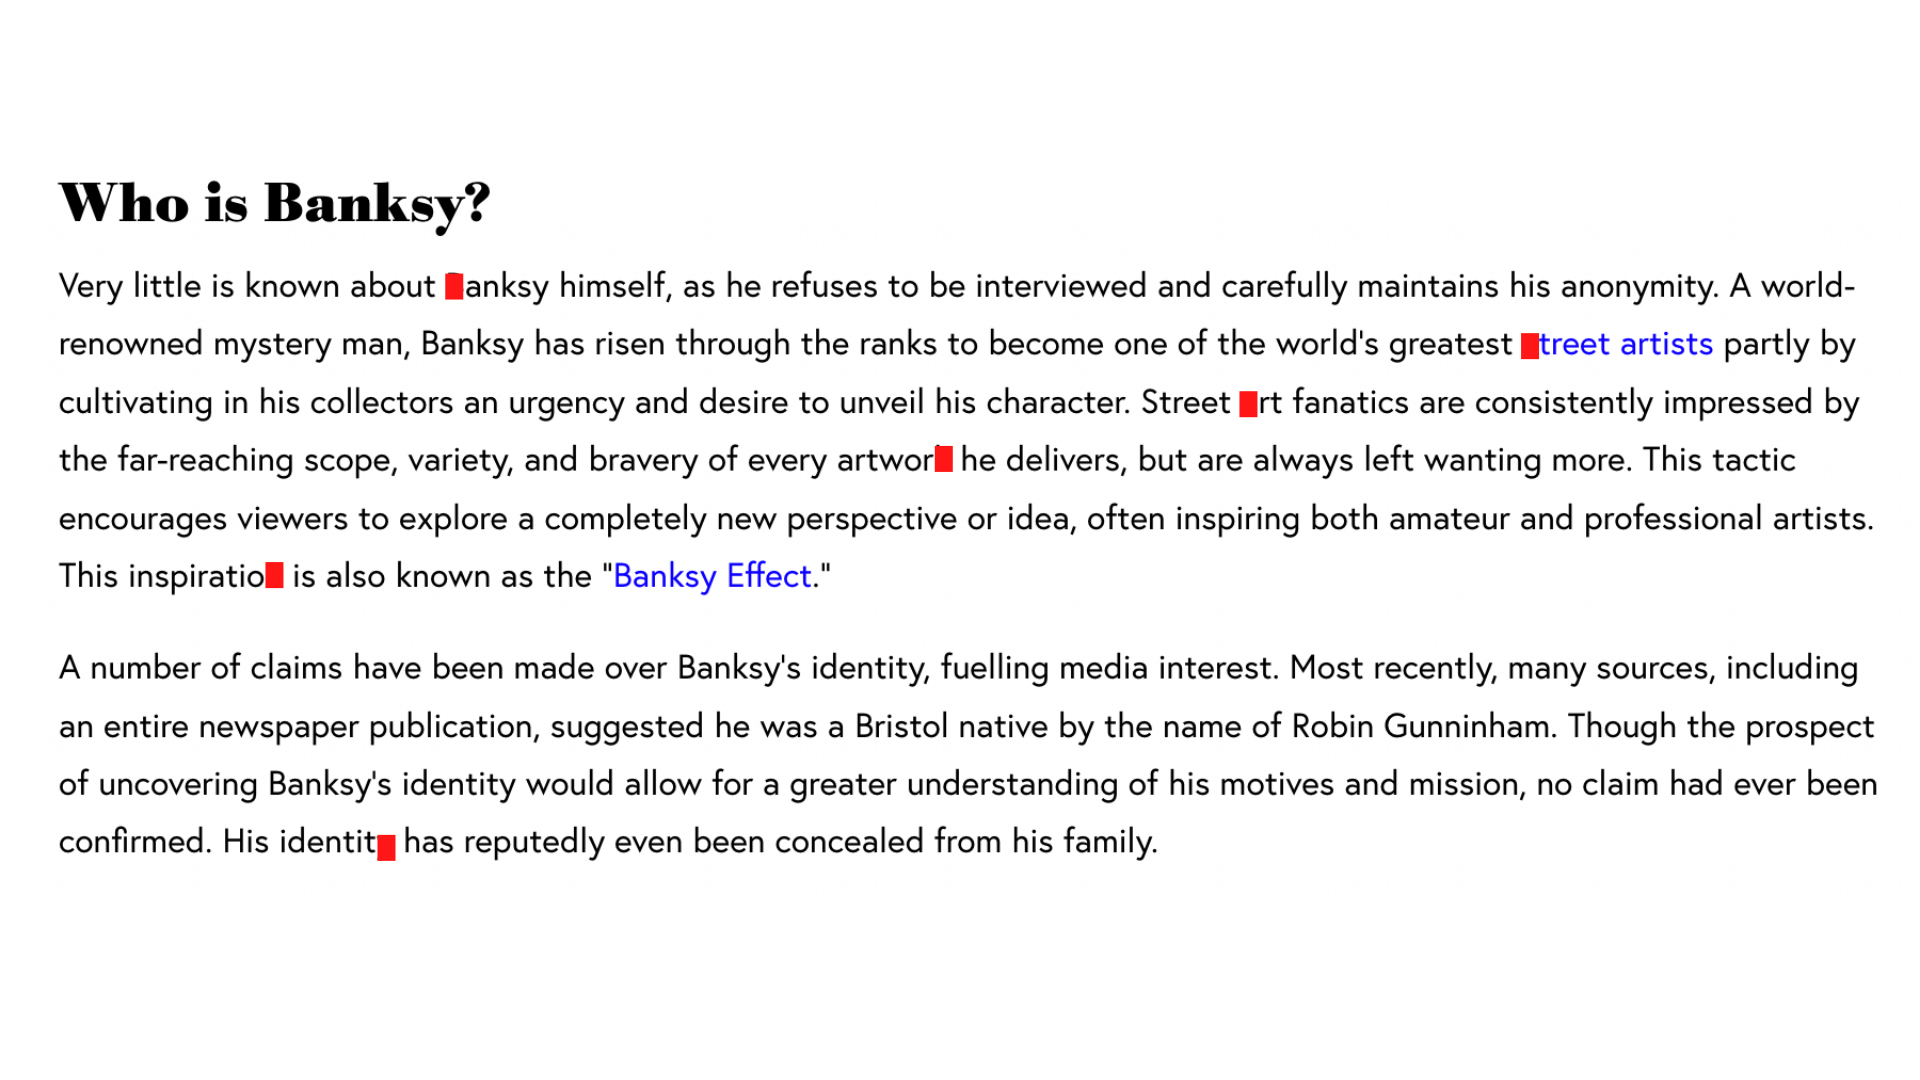 Who is Banksy?
Very little is known about anksy himself, as he refuses to be interviewed and carefully maintains his anonymity. A world-
renowned mystery man, Banksy has risen through the ranks to become one of the world's greatest treet artists partly by
cultivating in his collectors an urgency and desire to unveil his character. Street rt fanatics are consistently impressed by
the far-reaching scope, variety, and bravery of every artwor he delivers, but are always left wanting more. This tactic
encourages viewers to explore a completely new perspective or idea, often inspiring both amateur and professional artists.
This inspiratio is also known as the "Banksy Effect."
A number of claims have been made over Banksy's identity, fuelling media interest. Most recently, many sources, including
an entire newspaper publication, suggested he was a Bristol native by the name of Robin Gunninham. Though the prospect
of uncovering Banksy's identity would allow for a greater understanding of his motives and mission, no claim had ever been
confirmed. His identit has reputedly even been concealed from his family.